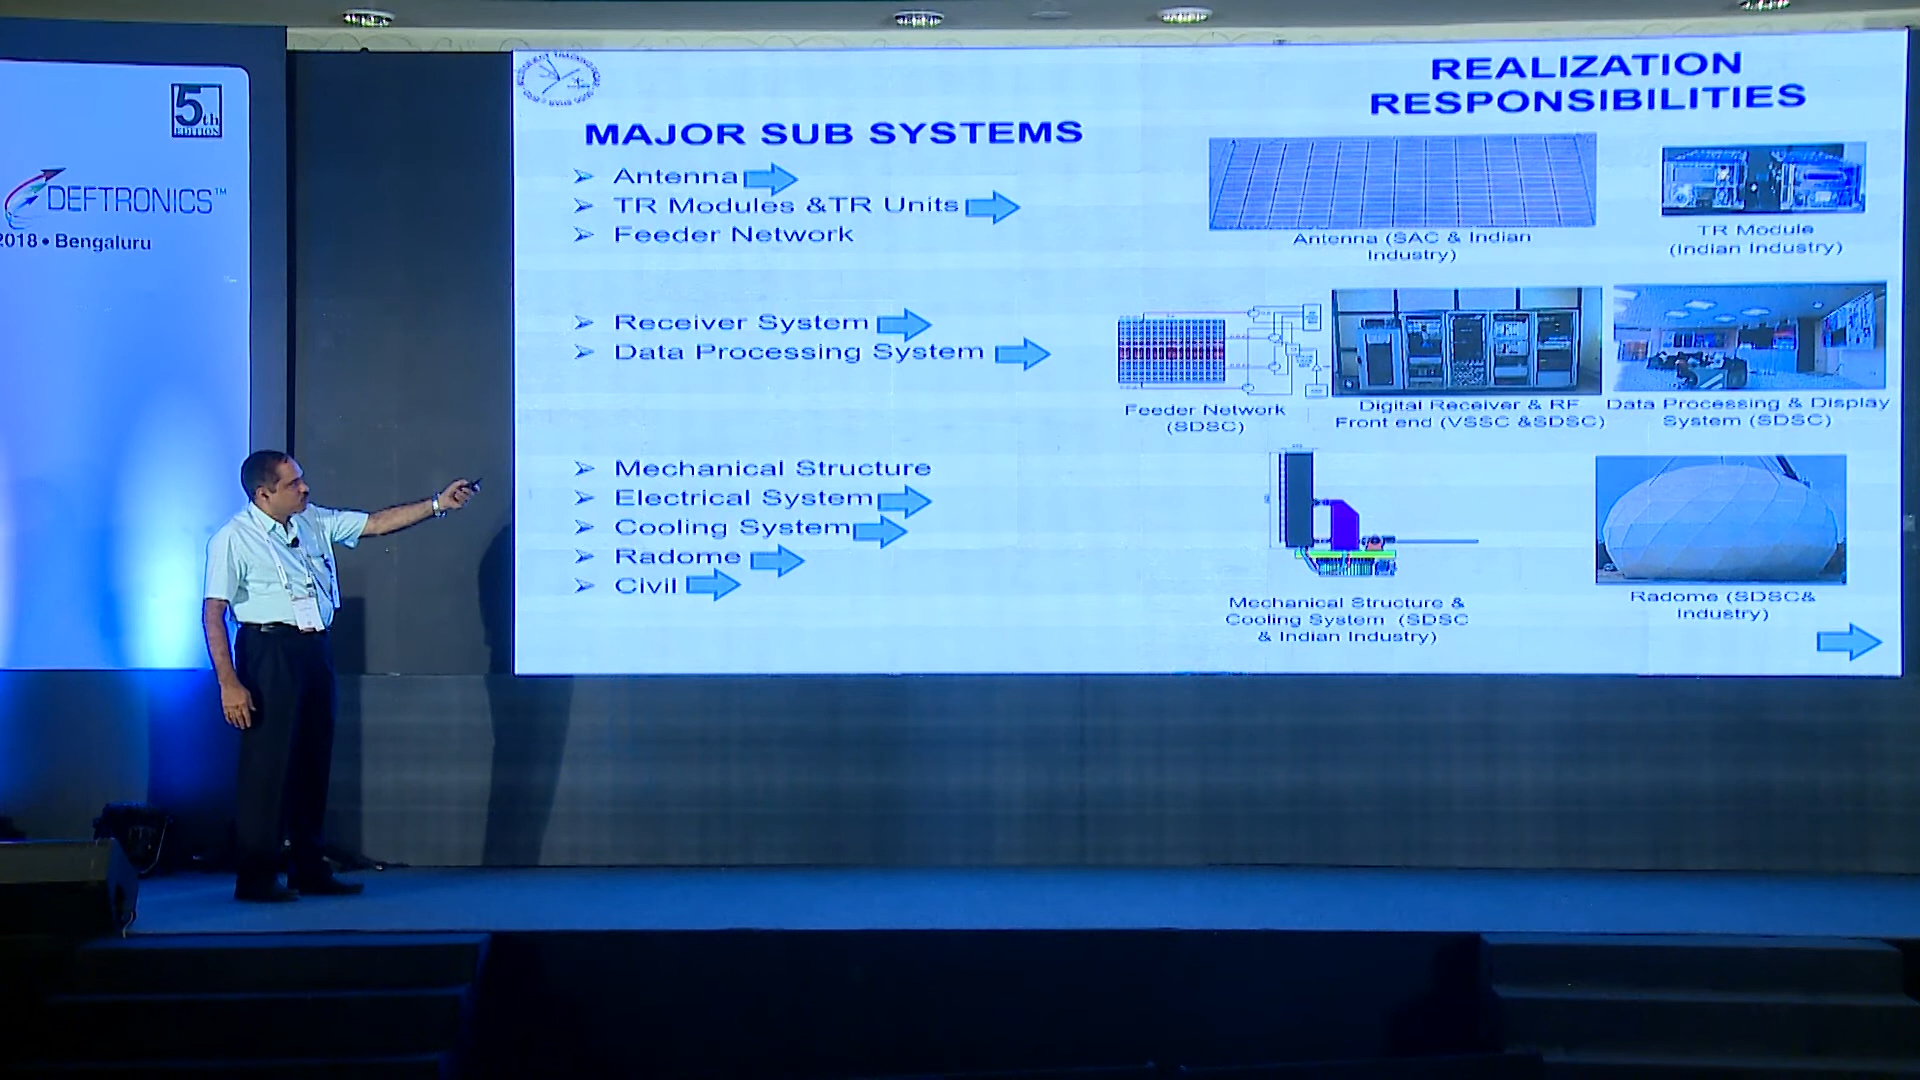 5th
EDITION
DEFTRONICS™
2018 • Bengaluru
REALIZATION
RESPONSIBILITIES
MAJOR SUB SYSTEMS
➢ Antenna
➢ TR Modules &TR Units
➢ Feeder Network
➢ Receiver System
➢ Data Processing System
➢ Mechanical Structure
➢ Electrical System
➢ Cooling System
➢ Radome
➢ Civil
Antenna (SAC & Indian
Industry)
TR Module
(Indian Industry)
Feeder Network
(SDSC)
Digital Receiver & RF
Front end (VSSC &SDSC)
Data Processing & Display
System (SDSC)
Mechanical Structure &
Cooling System (SDSC
& Indian Industry)
Radome (SDSC&
Industry)